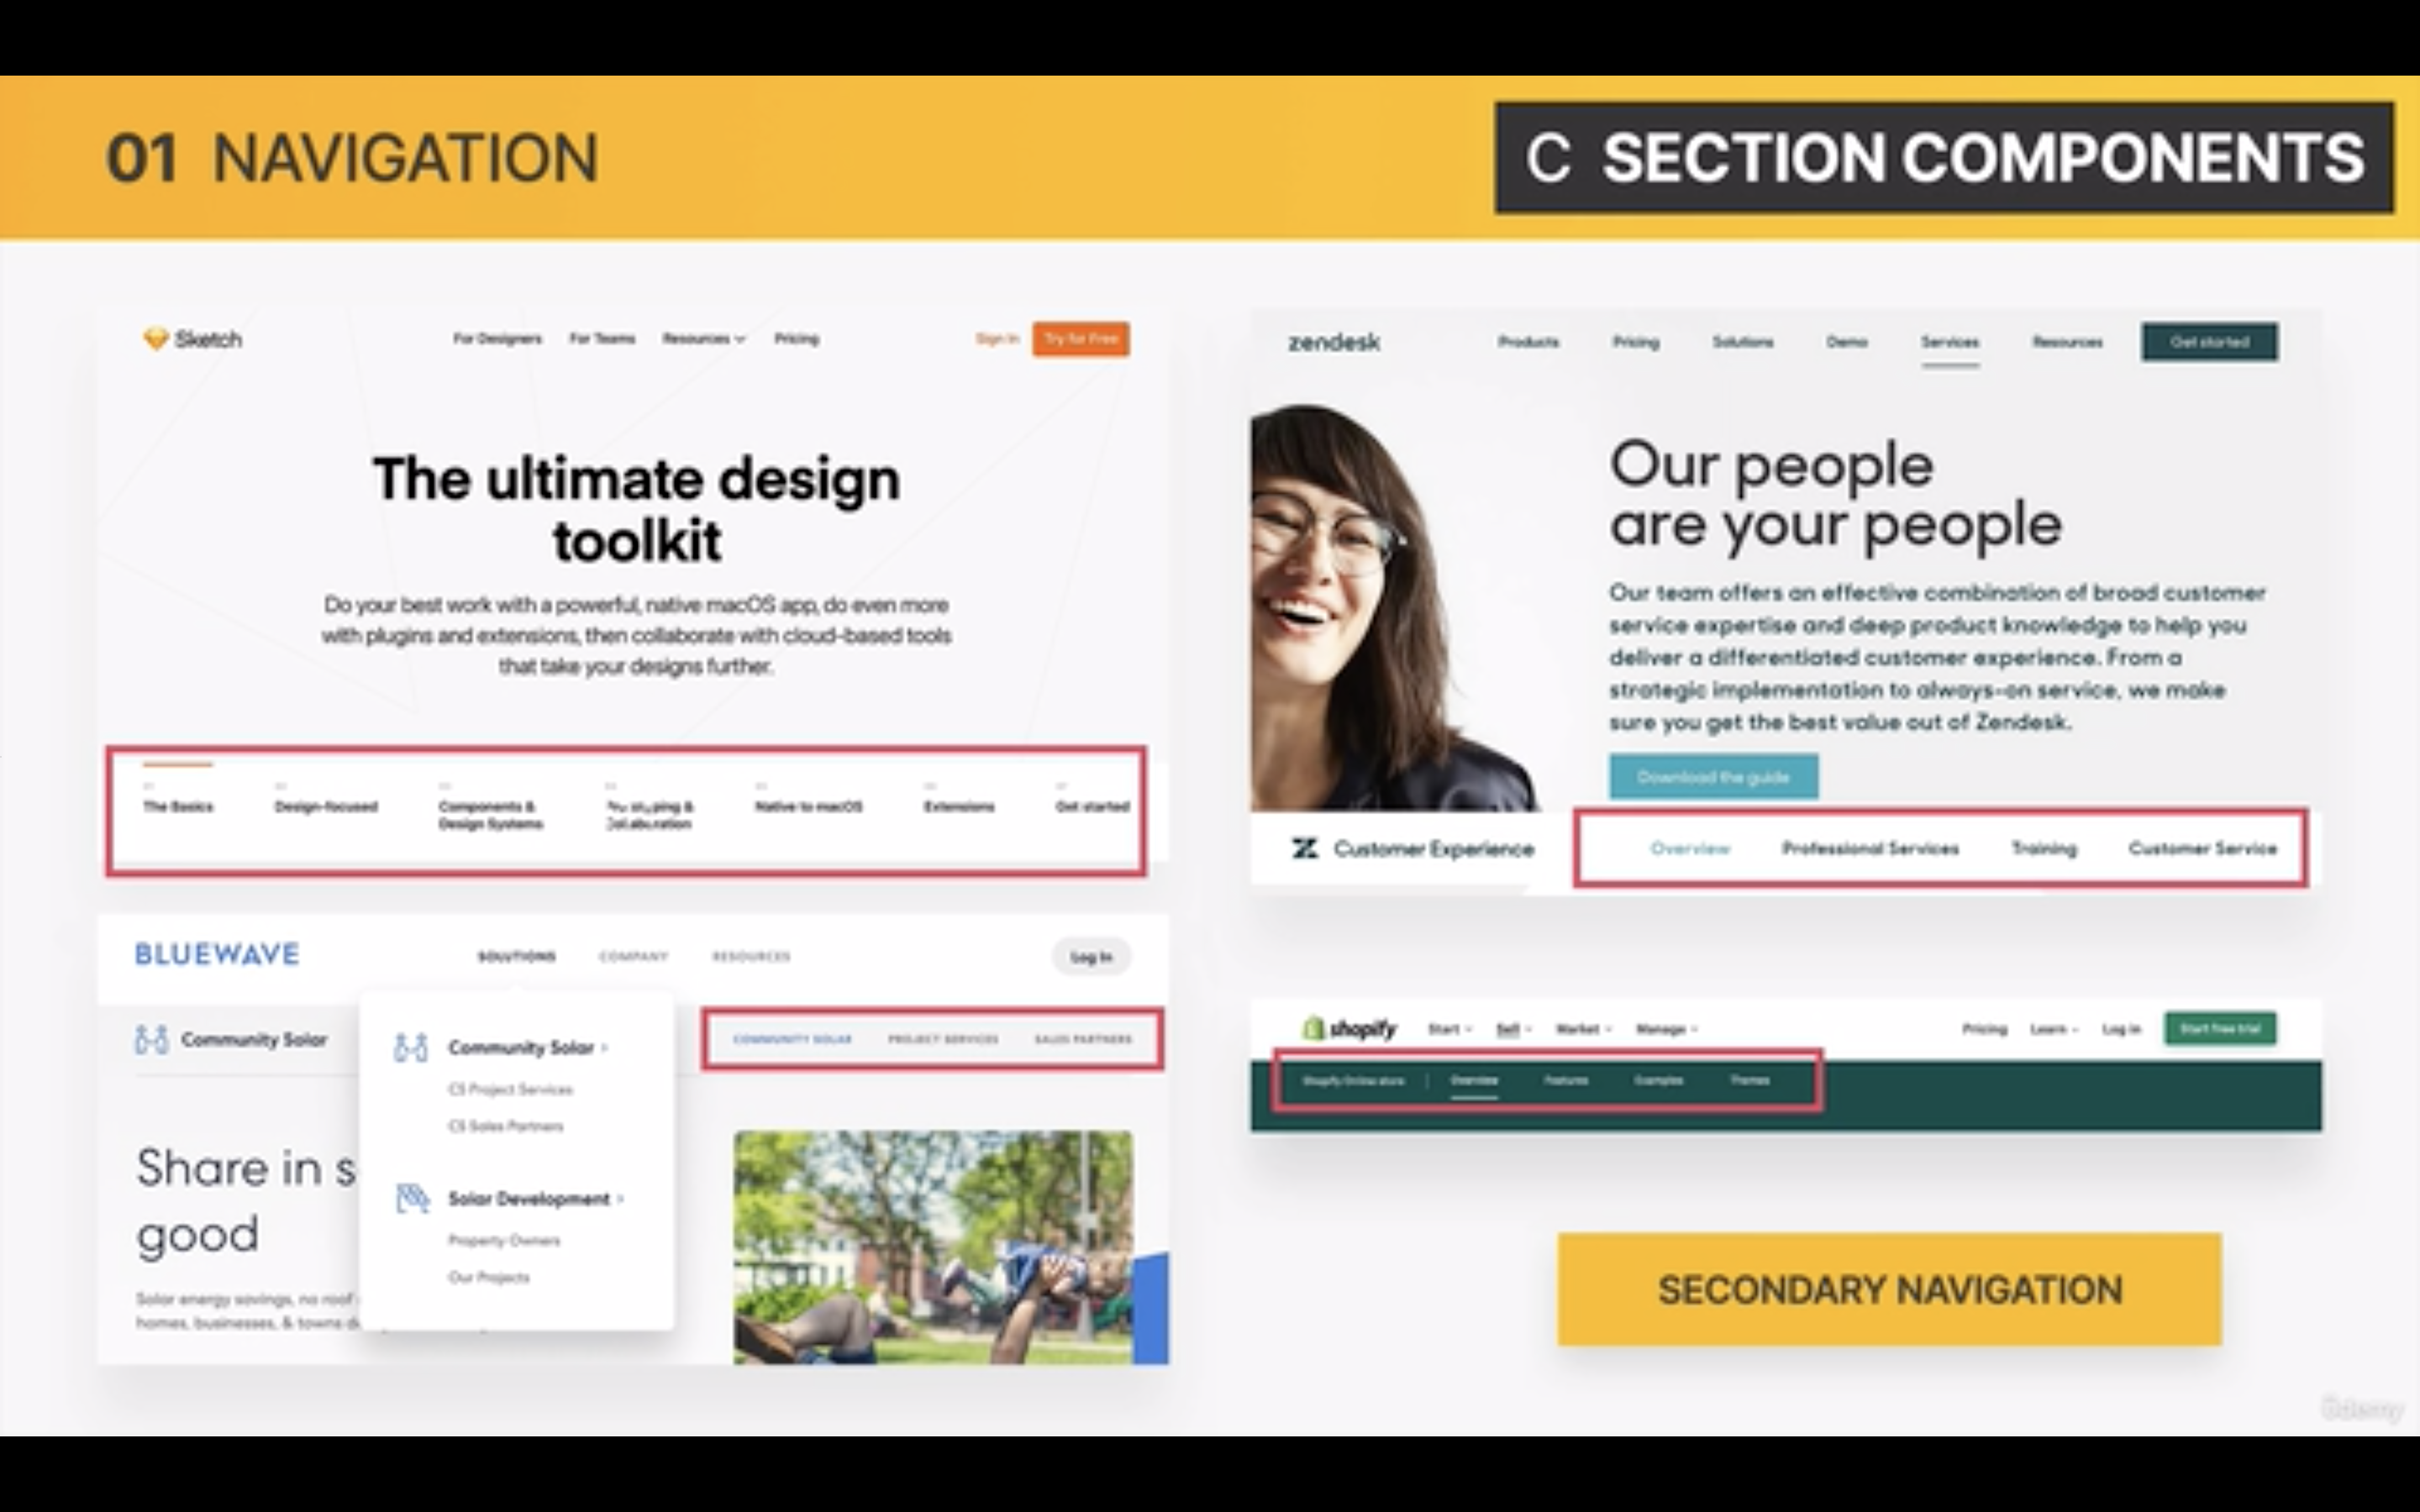 01 NAVIGATION
C SECTION COMPONENTS
Sketch
For Designers For Teams Resources Pricing
Sign In Try for Free
The ultimate design
toolkit
Do your best work with a powerful, native macOS app, do even more
with plugins and extensions, then collaborate with cloud-based tools
that take your designs further.
The Basics
Design-focused
Components &
Design Systems
Native to macOS
Extensions
Get started
zendesk
Products Pricing Solutions Demo Services Resources Get started
Our people
are your people
Our team offers an effective combination of broad customer
service expertise and deep product knowledge to help you
deliver a differentiated customer experience. From a
strategic implementation to always-on service, we make
sure you get the best value out of Zendesk.
Download the guide
Customer Experience
Overview Professional Services Training Customer Service
BLUEWAVE
SOLUTIONS COMPANY RESOURCES
Log In
Community Solar
COMMUNITY SOLAR PROJECT SERVICES SALES PARTNERS
Community Solar
CS Project Services
CS Sales Partners
Solar Development
Property Owners
Our Projects
Share in s
good
Solar energy savings, no roof
homes, businesses, & towns
shopify
Start Sell Market Manage
Pricing Learn Log in Start free trial
Shopify Online store Overview Features Examples Themes
SECONDARY NAVIGATION
Udemy